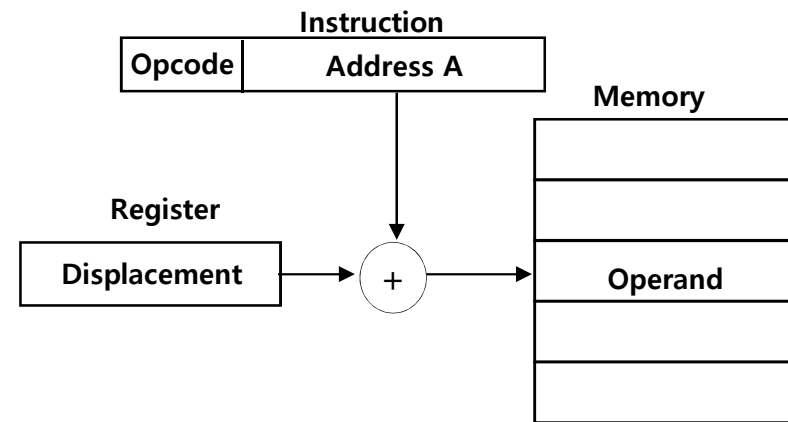 Instruction
Opcode Address A
Memory
Register
Displacement + Operand